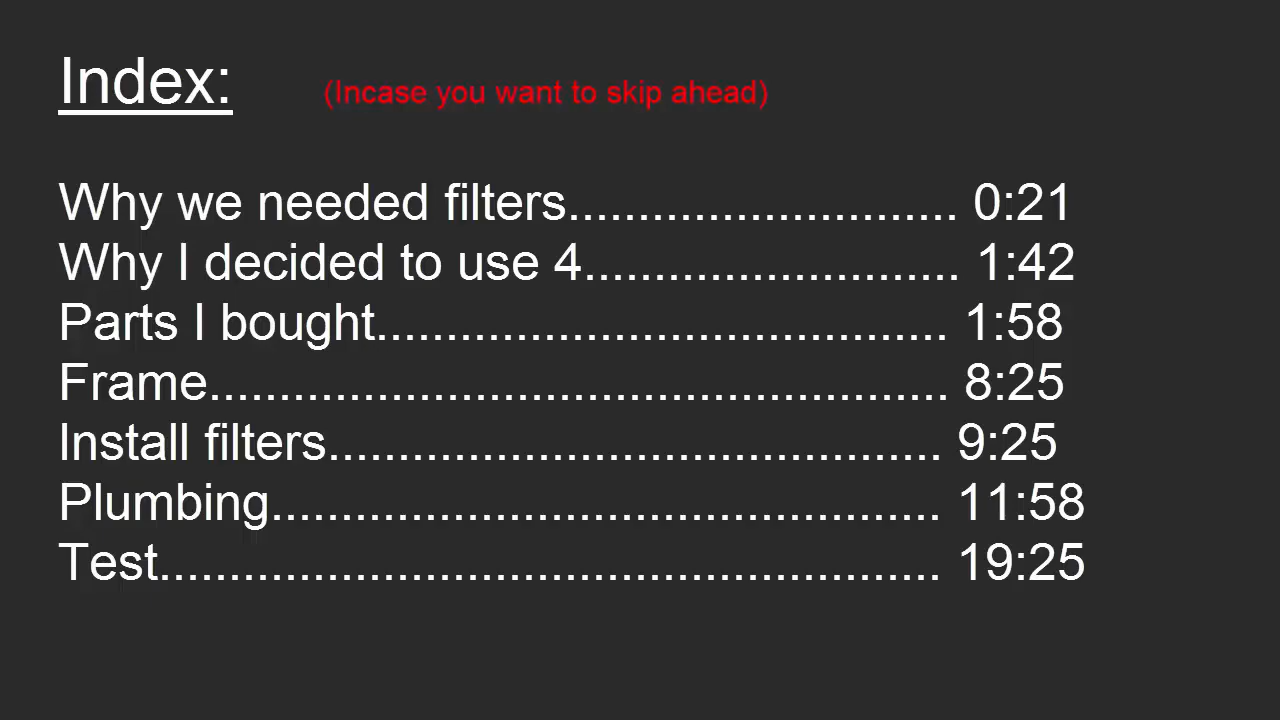 Index: (Incase you want to skip ahead)
Why we needed filters............................ 0:21
Why I decided to use 4........................... 1:42
Parts I bought......................................... 1:58
Frame..................................................... 8:25
Install filters............................................ 9:25
Plumbing................................................ 11:58
Test........................................................ 19:25